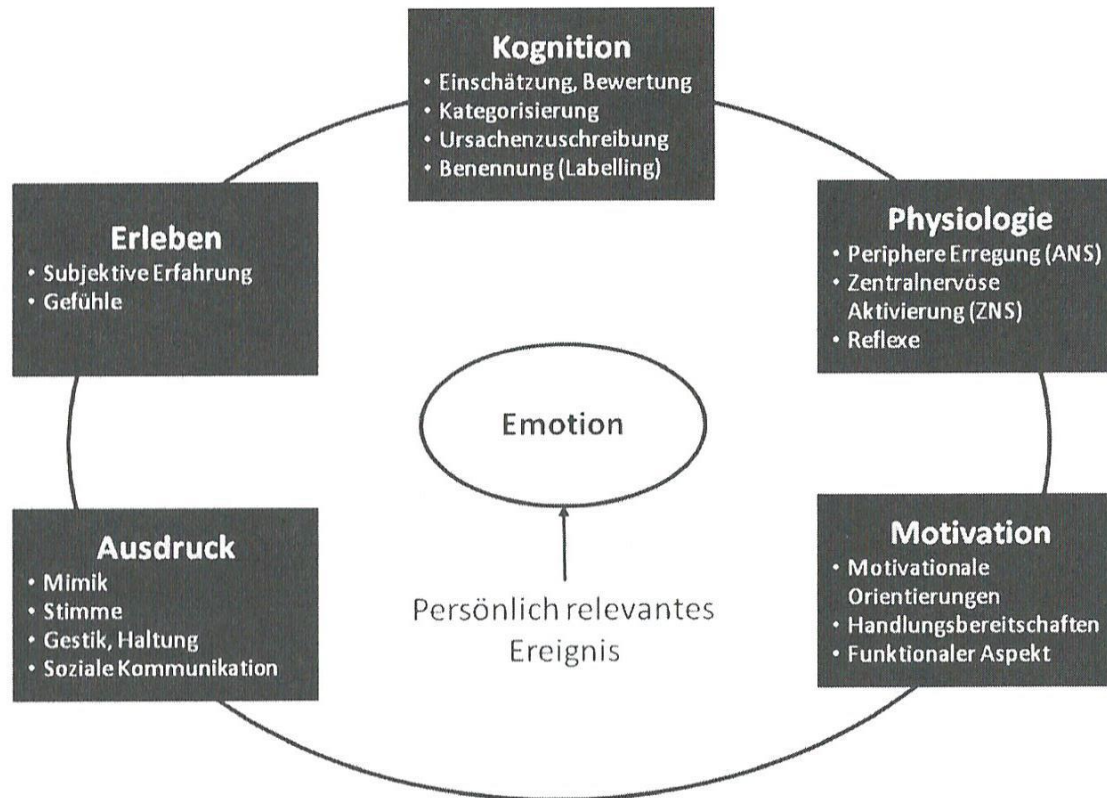 Kognition
• Einschätzung, Bewertung
• Kategorisierung
• Ursachenzuschreibung
• Benennung (Labelling)
Erleben
• Subjektive Erfahrung
• Gefühle
Physiologie
• Periphere Erregung (ANS)
• Zentralnervöse
Aktivierung (ZNS)
• Reflexe
Emotion
Ausdruck
• Mimik
• Stimme
• Gestik, Haltung
• Soziale Kommunikation
Motivation
• Motivationale
Orientierungen
• Handlungsbereitschaften
• Funktionaler Aspekt
Persönlich relevantes
Ereignis